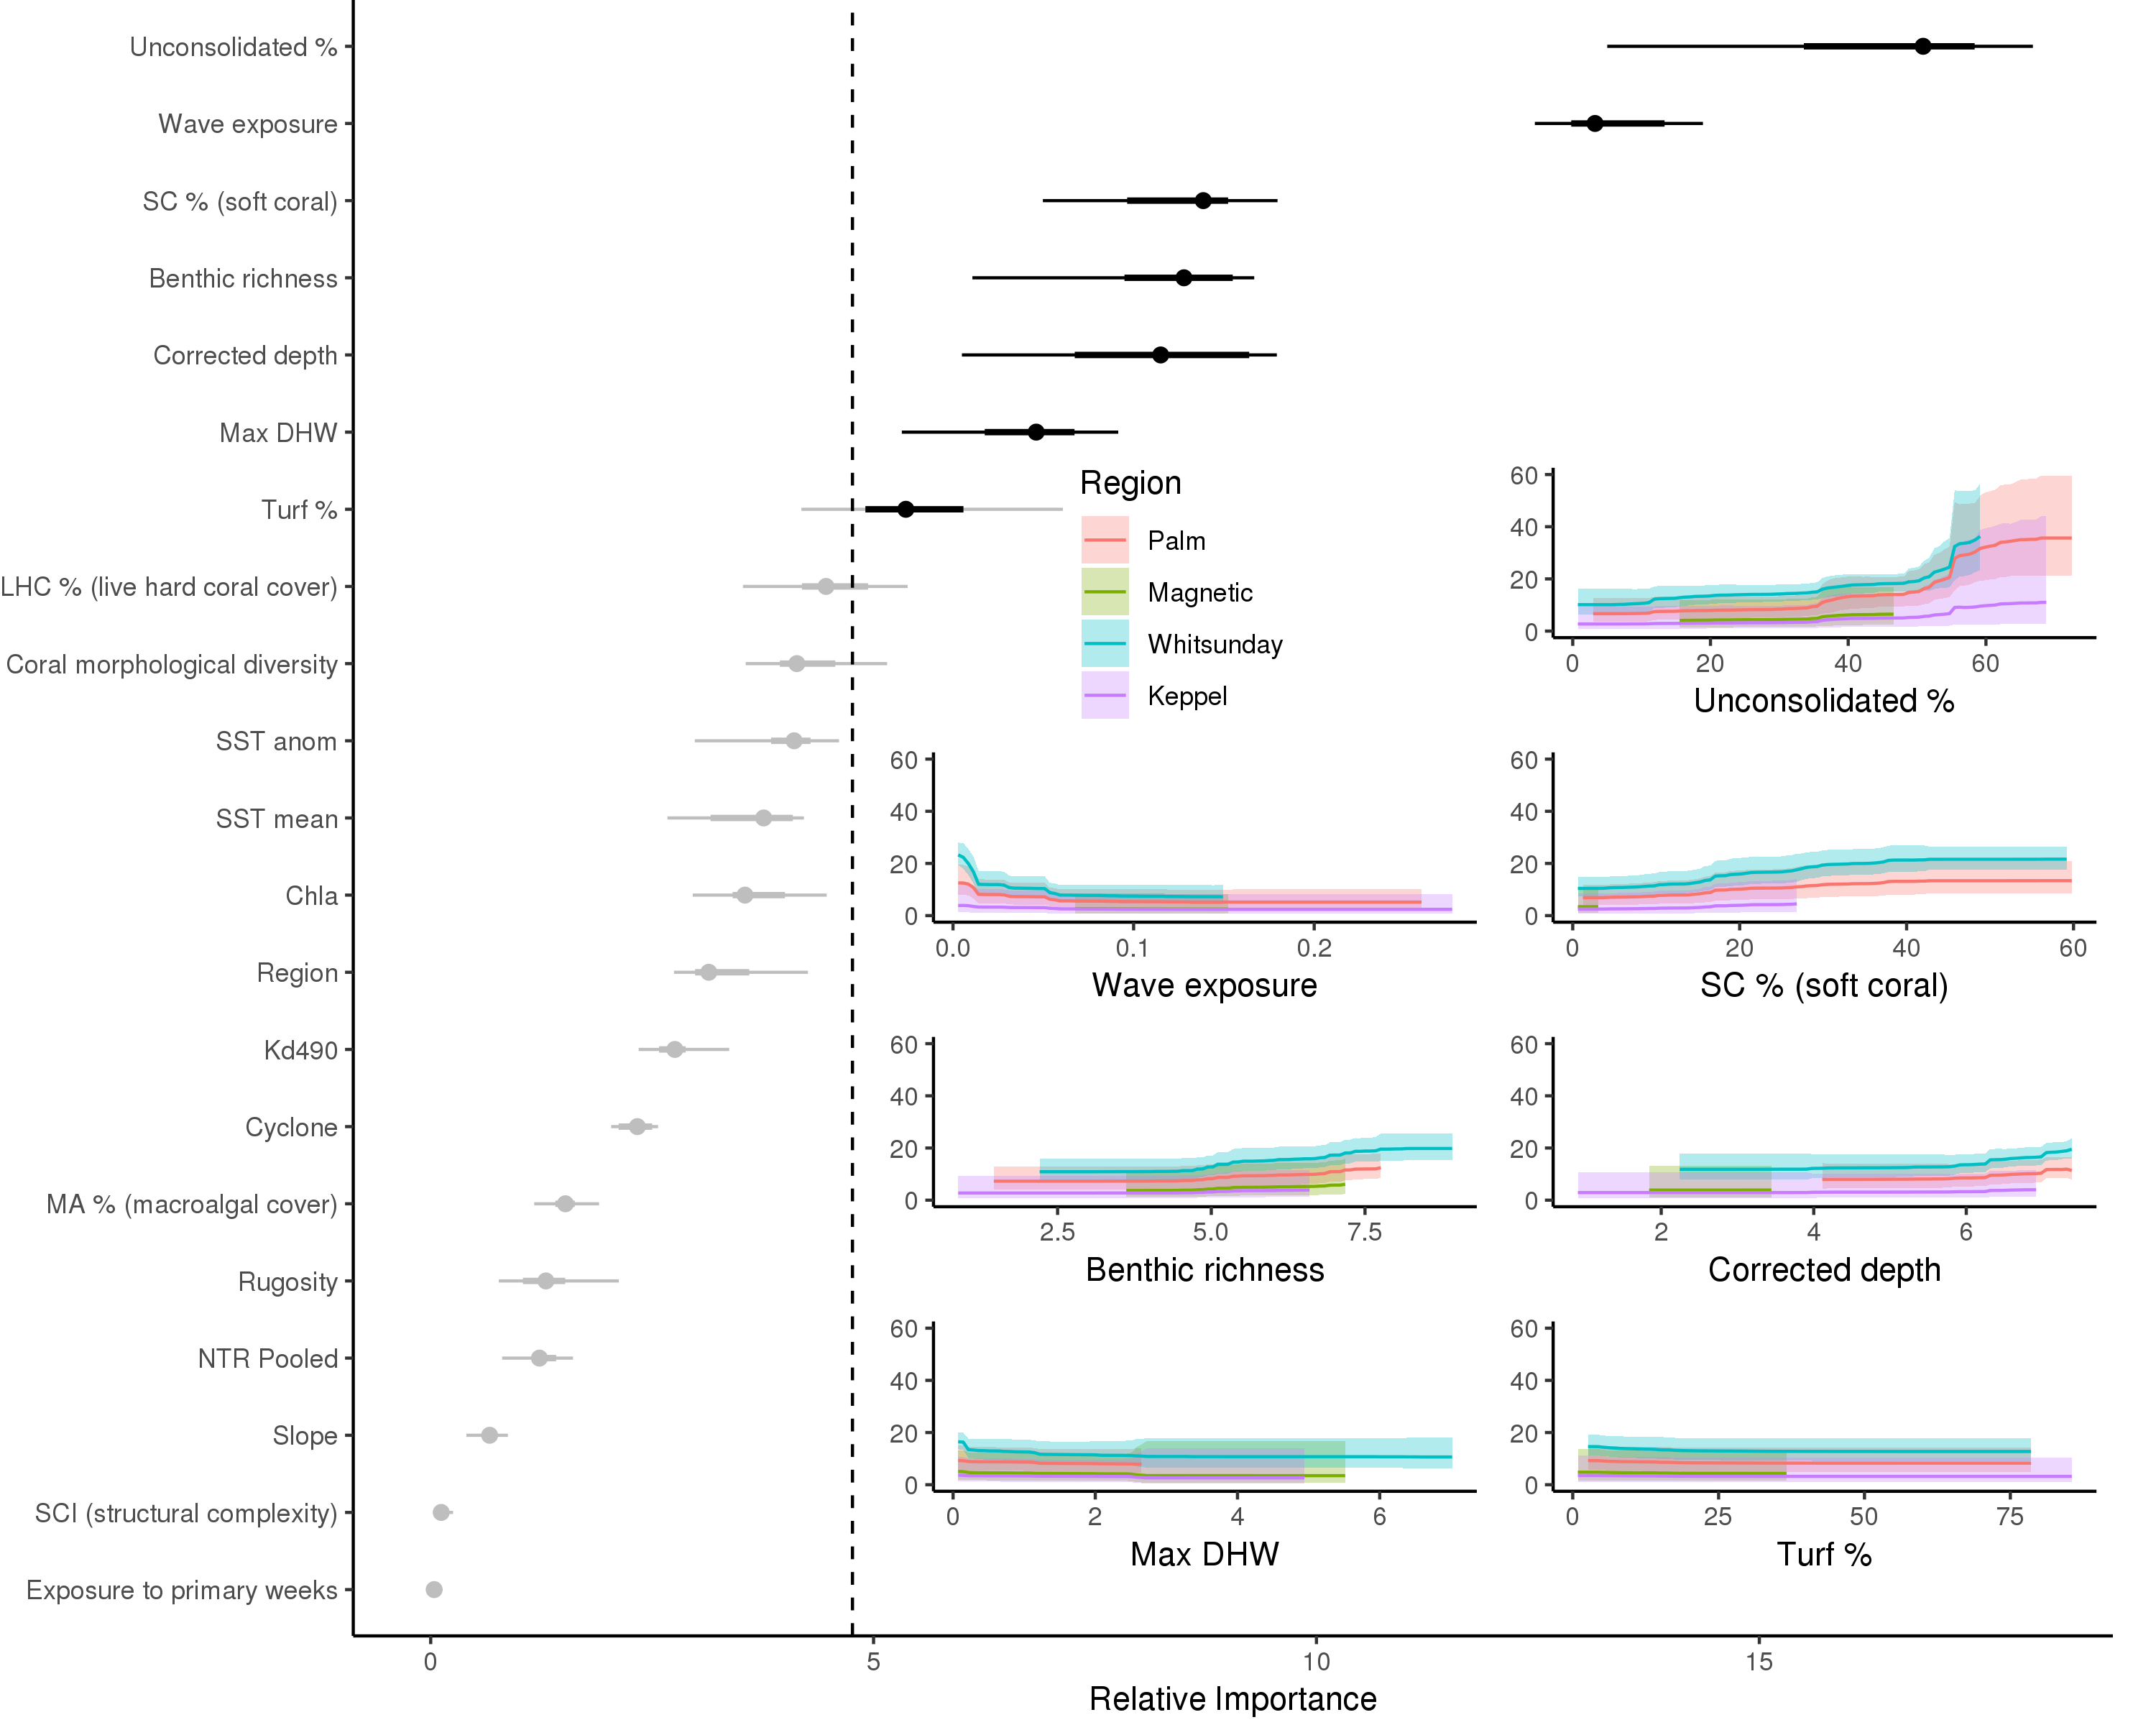 Unconsolidated %
Wave exposure
SC % (soft coral)
Benthic richness
Corrected depth
Max DHW
Turf %
LHC % (live hard coral cover)
Coral morphological diversity
SST anom
SST mean
Chla
Region
Kd490
Cyclone
MA % (macroalgal cover)
Rugosity
NTR Pooled
Slope
SCI (structural complexity)
Exposure to primary weeks
0 5 10 15
Relative Importance
Region
Palm
Magnetic
Whitsunday
Keppel
60
40
20
0
0 20 40 60
Unconsolidated %
60
40
20
0
0.0 0.1 0.2
Wave exposure
60
40
20
0
0 20 40 60
SC % (soft coral)
60
40
20
0
2.5 5.0 7.5
Benthic richness
60
40
20
0
2 4 6
Corrected depth
60
40
20
0
0 2 4 6
Max DHW
60
40
20
0
0 25 50 75
Turf %